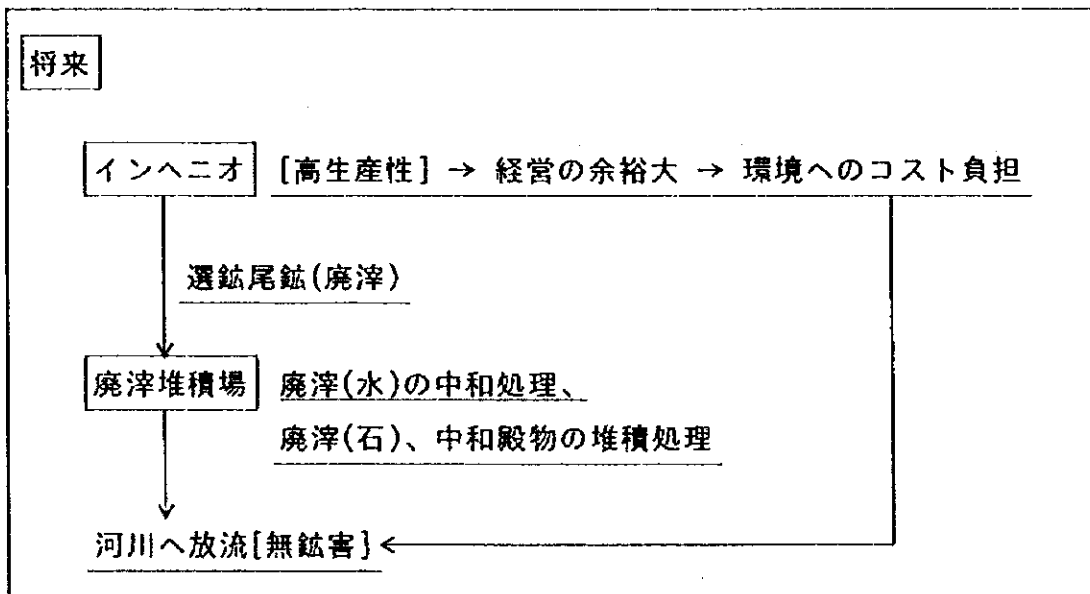 将来
インヘニオ [高生産性] → 経営の余裕大 → 環境へのコスト負担
選鉱尾鉱(廃滓)
廃滓堆積場 廃滓(水)の中和処理、
廃滓(石)、中和殿物の堆積処理
河川へ放流[無鉱害]